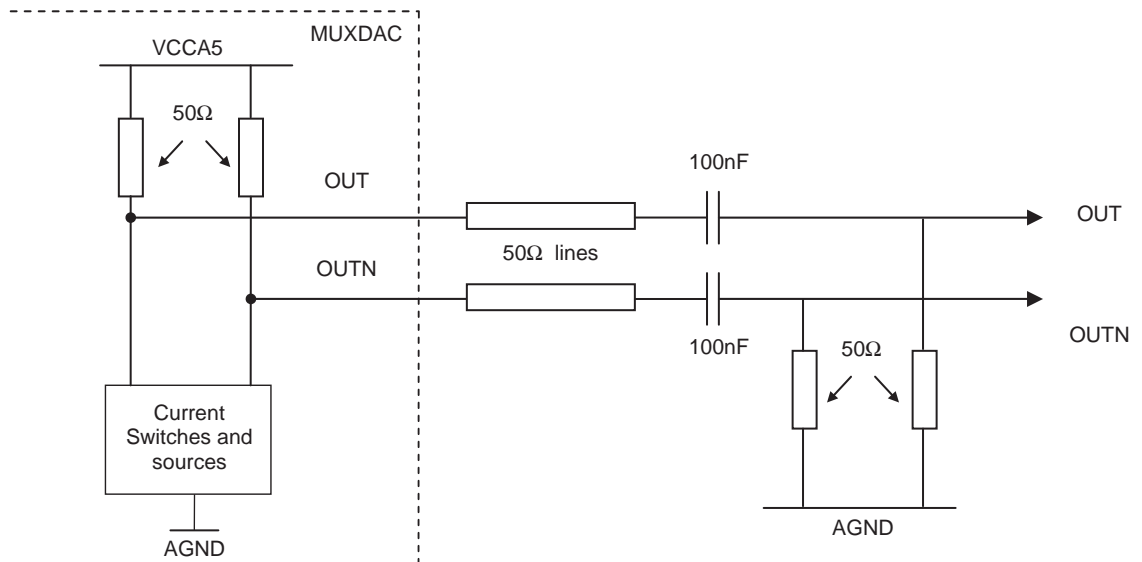 MUXDAC
VCCA5
50Ω
100nF
OUT
OUT
50Ω lines
OUTN
OUTN
100nF
50Ω
Current
Switches and
sources
AGND
AGND